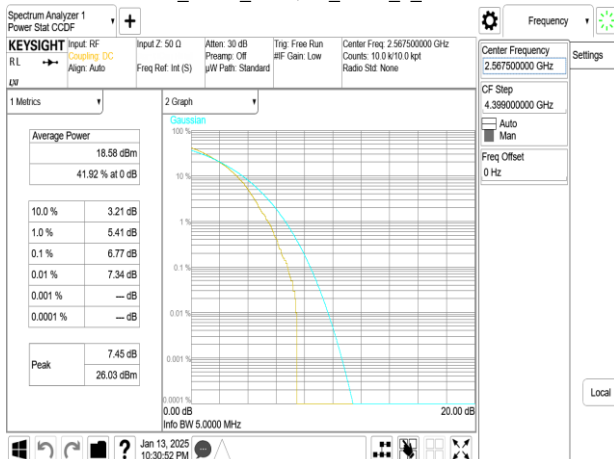 Spectrum Analyzer 1
Power Stat CCDF
Frequency
KEYSIGHT
RL
LXI
Input: RF
Coupling: DC
Align: Auto
Input Z: 50 Ω
Freq Ref: Int (S)
Atten: 30 dB
Preamp: Off
µW Path: Standard
Trig: Free Run
#IF Gain: Low
Center Freq: 2.567500000 GHz
Counts: 10.0 k/10.0 kpt
Radio Std: None
Center Frequency
2.567500000 GHz
Settings
CF Step
4.399000000 GHz
Auto
Man
Freq Offset
0 Hz
1 Metrics
Average Power
18.58 dBm
41.92 % at 0 dB
10.0 % 3.21 dB
1.0 % 5.41 dB
0.1 % 6.77 dB
0.01 % 7.34 dB
0.001 % --- dB
0.0001 % --- dB
Peak
7.45 dB
26.03 dBm
2 Graph
Gaussian
100 %
10 %
1 %
0.1 %
0.01 %
0.001 %
0.0001 %
0.00 dB 20.00 dB
Info BW 5.0000 MHz
Local
?
Jan 13, 2025
10:30:52 PM